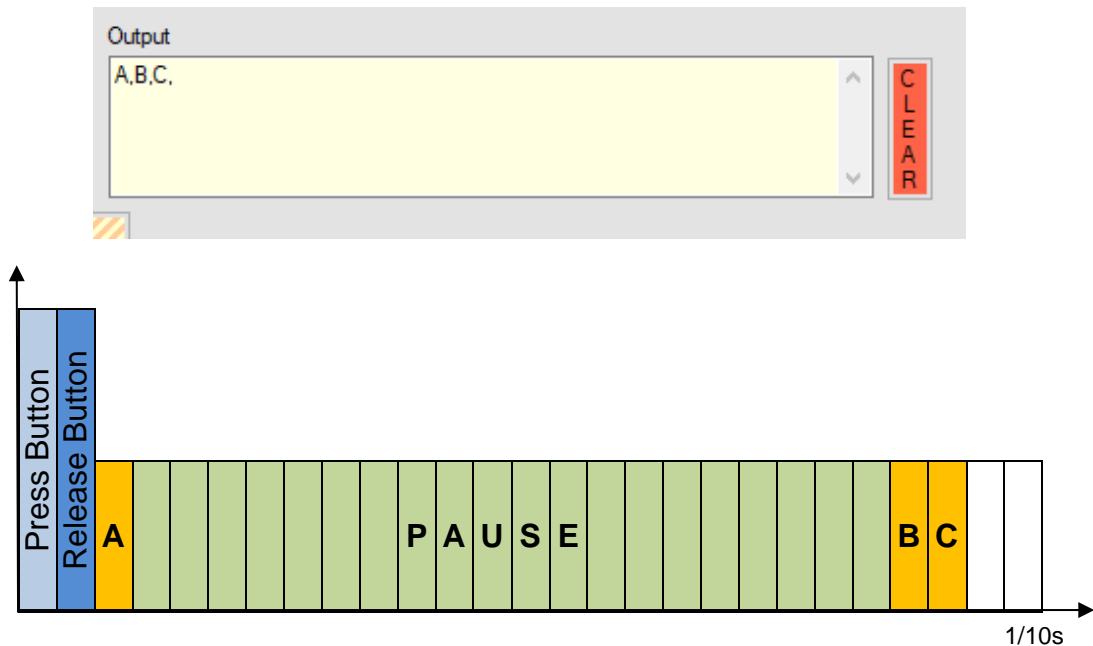 Output
A,B,C,
C
L
E
A
R
Press Button
Release Button
A
P A U S E
B C
1/10s